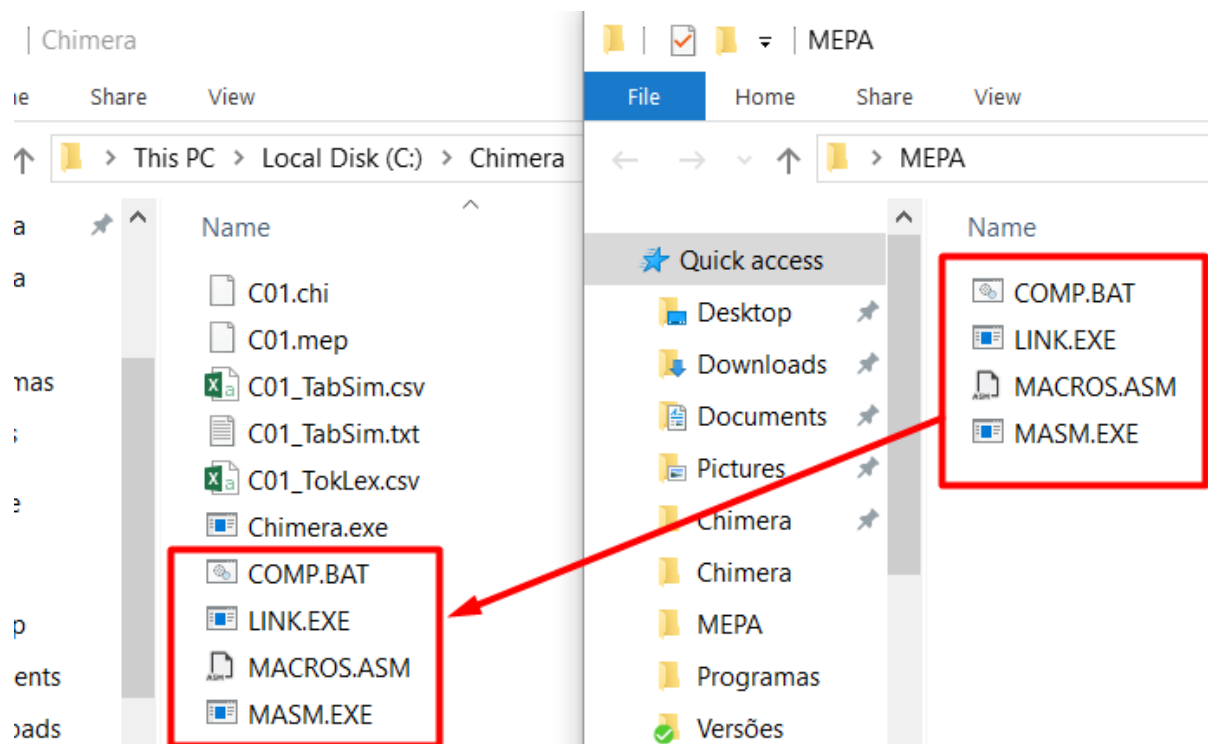 Chimera
ne Share View
This PC > Local Disk (C:) > Chimera
a
a
mas
s
e
p
ents
oads
Name
C01.chi
C01.mep
C01_TabSim.csv
C01_TabSim.txt
C01_TokLex.csv
Chimera.exe
COMP.BAT
LINK.EXE
MACROS.ASM
MASM.EXE
MEPA
File Home Share View
MEPA
Quick access
Desktop
Downloads
Documents
Pictures
Chimera
Chimera
MEPA
Programas
Versões
Name
COMP.BAT
LINK.EXE
MACROS.ASM
MASM.EXE